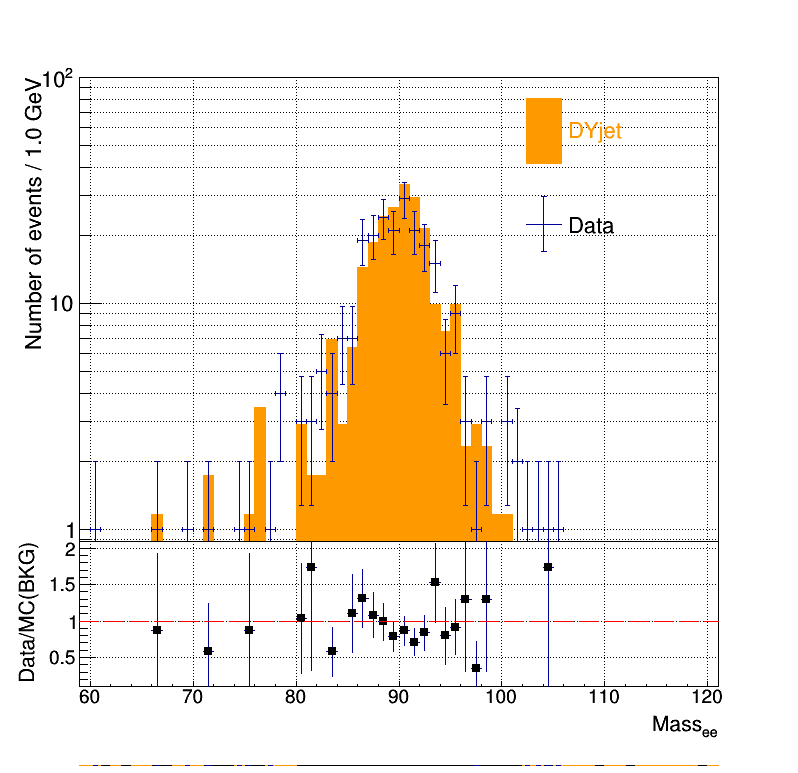 10²
Number of events / 1.0 GeV
DYjet
Data
10
1
Data/MC(BKG)
2
1.5
1
0.5
60 70 80 90 100 110 120
Mass_ee